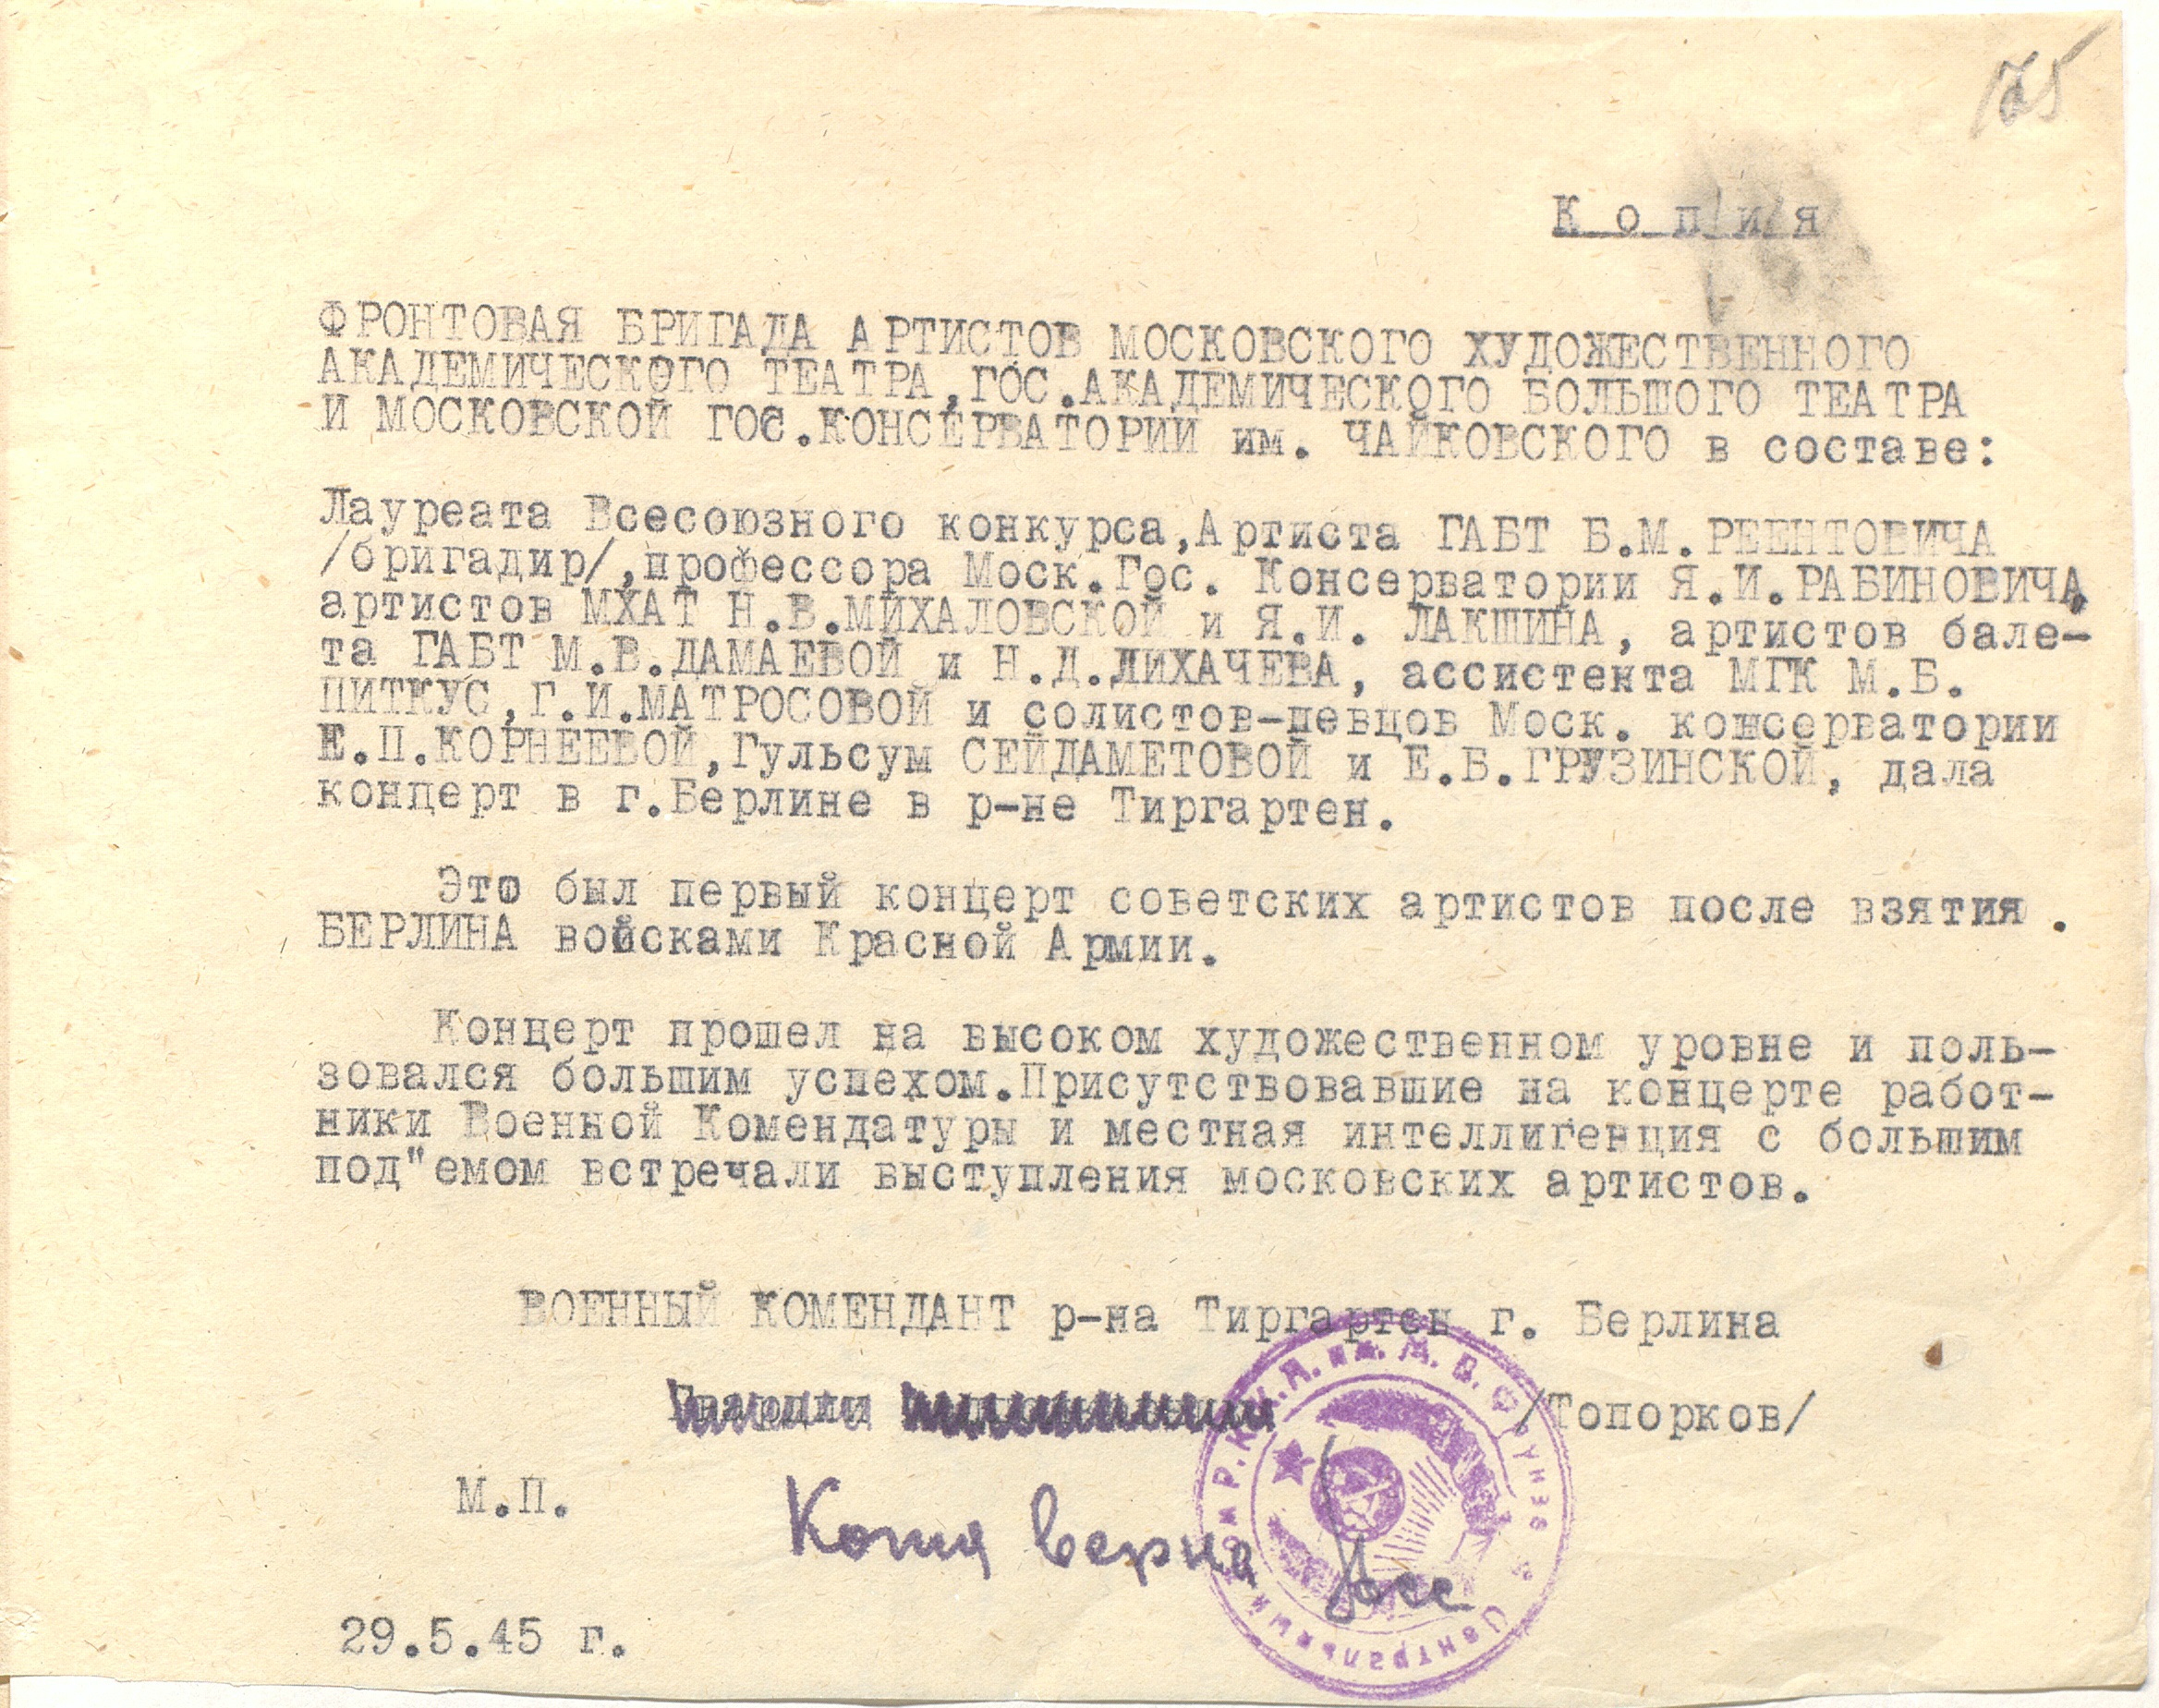 К о п и я
ФРОНТОВАЯ БРИГАДА АРТИСТОВ МОСКОВСКОГО ХУДОЖЕСТВЕННОГО
АКАДЕМИЧЕСКОГО ТЕАТРА, ГОС.АКАДЕМИЧЕСКОГО БОЛЬШОГО ТЕАТРА
И МОСКОВСКОЙ ГОС.КОНСЕРВАТОРИИ им. ЧАЙКОВСКОГО в составе:
Лауреата Всесоюзного конкурса,Артиста ГАБТ Б.М.РЕЕНТОВИЧА
/бригадир/,профессора Моск.Гос. Консерватории Я.И.РАБИНОВИЧА,
артистов МХАТ Н.В.МИХАЛОВСКОЙ и Я.И. ЛАКШИНА, артистов бале-
та ГАБТ М.В.ДАМАЕВОЙ и Н.Д.ЛИХАЧЕВА, ассистента МГК М.Б.
ПИТКУС,Г.И.МАТРОСОВОЙ и солистов-певцов Моск. консерватории
Е.П.КОРНЕЕВОЙ,Гульсум СЕЙДАМЕТОВОЙ и Е.Б.ГРУЗИНСКОЙ, дала
концерт в г.Берлине в р-не Тиргартен.
Это был первый концерт советских артистов после взятия .
БЕРЛИНА войсками Красной Армии.
Концерт прошел на высоком художественном уровне и поль-
зовался большим успехом.Присутствовавшие на концерте работ-
ники Военной Комендатуры и местная интеллигенция с большим
под"емом встречали выступления московских артистов.
ВОЕННЫЙ КОМЕНДАНТ р-на Тиргартен г. Берлина
Гвардии /Топорков/
М.П.
Копия верна
29.5.45 г.
Центральный дом Р.К.К.А. им. М. В. Фрунзе